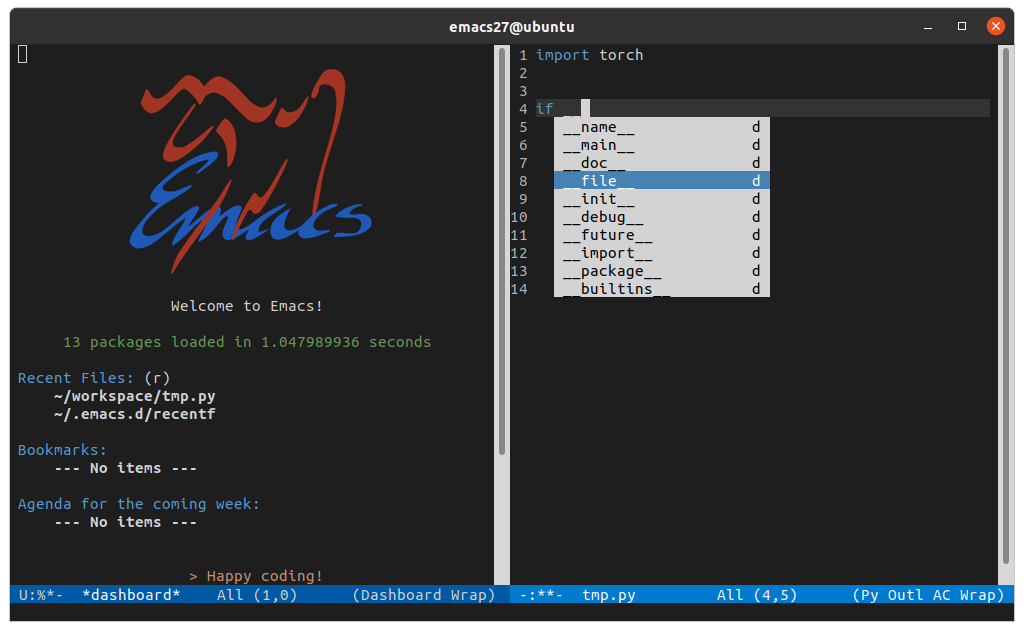 emacs27@ubuntu
Emacs
Welcome to Emacs!
13 packages loaded in 1.047989936 seconds
Recent Files: (r)
~/workspace/tmp.py
~/.emacs.d/recentf
Bookmarks:
--- No items ---
Agenda for the coming week:
--- No items ---
> Happy coding!
U:%*-  *dashboard*    All (1,0)      (Dashboard Wrap)
1 import torch
2
3
4 if __
5 __name__ d
6 __main__ d
7 __doc__ d
8 __file__ d
9 __init__ d
10 __debug__ d
11 __future__ d
12 __import__ d
13 __package__ d
14 __builtins__ d
-:**-  tmp.py         All (4,5)      (Py Outl AC Wrap)